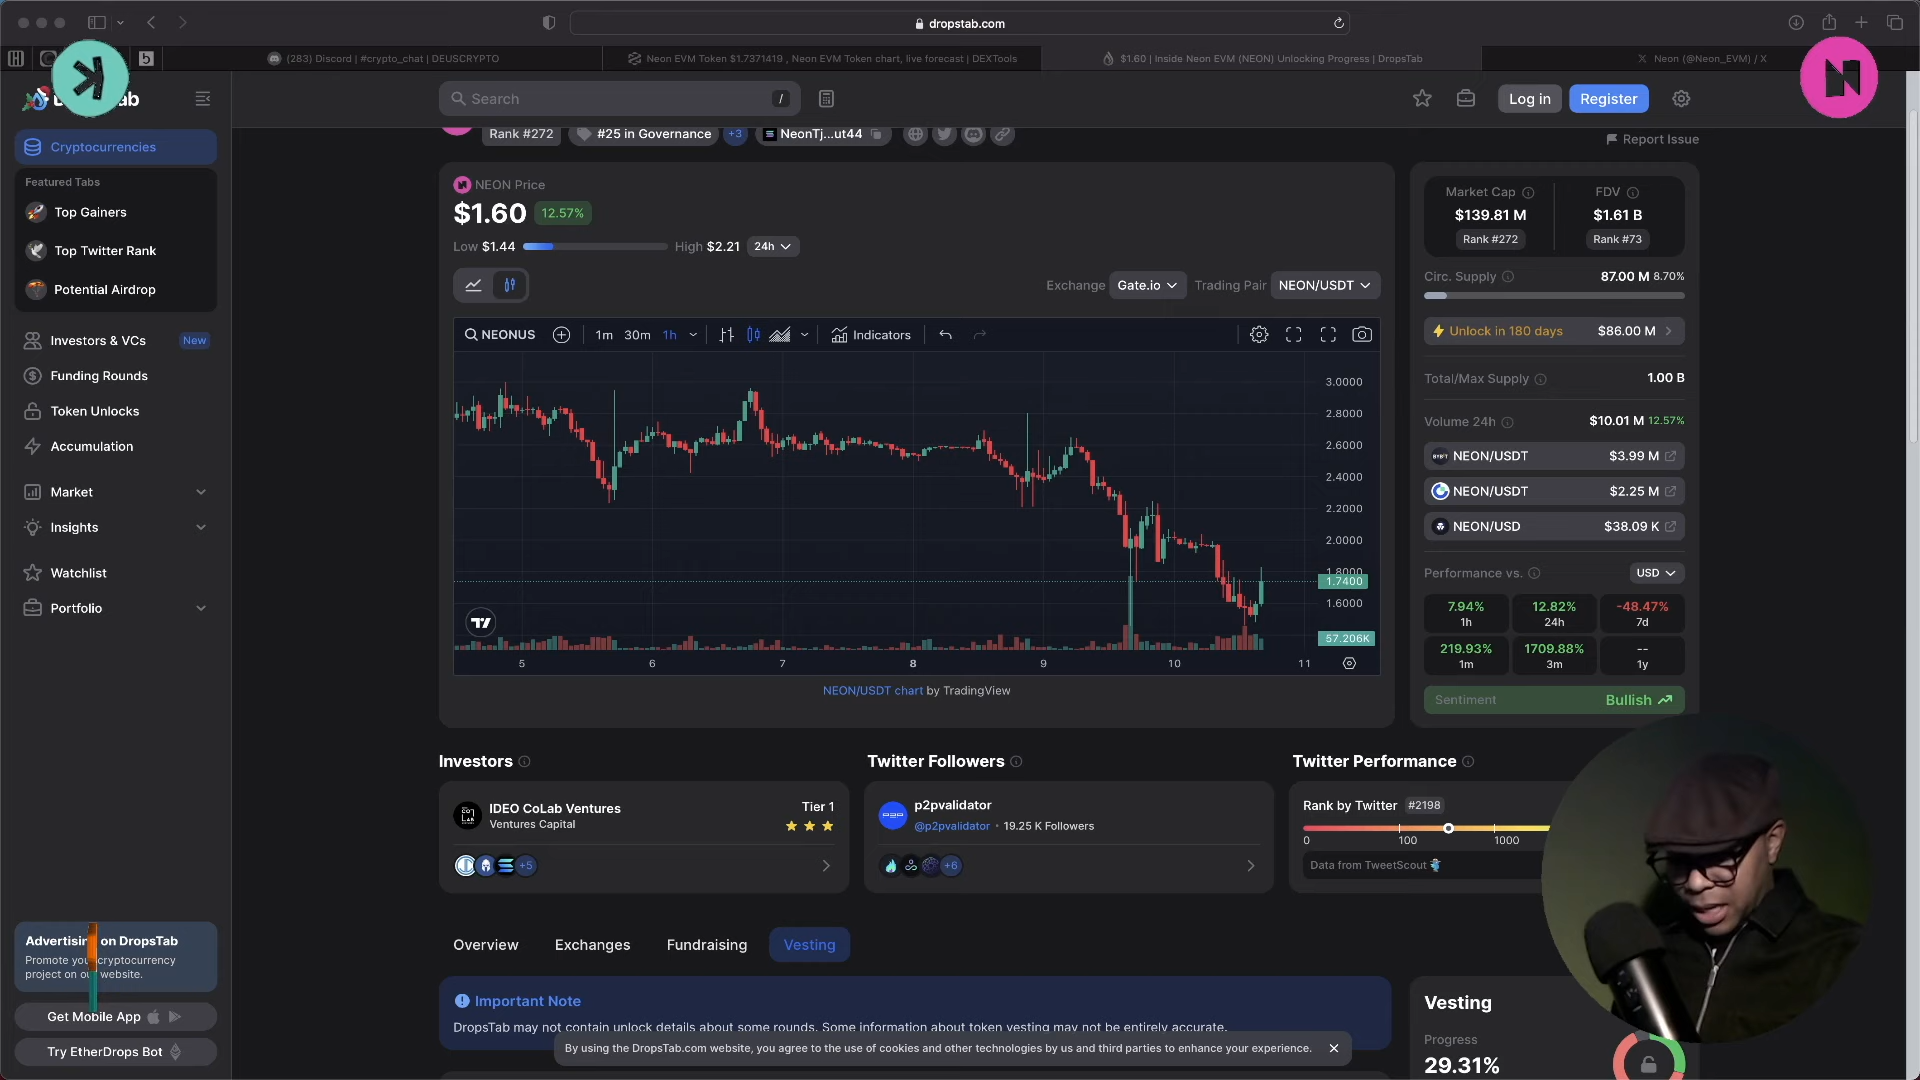 dropstab.com
(283) Discord | #crypto_chat | DEUSCRYPTO
Neon EVM Token $1.7371419 , Neon EVM Token chart, live forecast | DEXTools
$1.60 | Inside Neon EVM (NEON) Unlocking Progress | DropsTab
Neon (@Neon_EVM) / X
Search
/
Log in
Register
Rank #272
#25 in Governance
+3
NeonTj...ut44
Report Issue
Cryptocurrencies
Featured Tabs
Top Gainers
Top Twitter Rank
Potential Airdrop
Investors & VCs
New
Funding Rounds
Token Unlocks
Accumulation
Market
Insights
Watchlist
Portfolio
NEON Price
$1.60
12.57%
Low $1.44
High $2.21
24h
Exchange
Gate.io
Trading Pair
NEON/USDT
NEONUS
1m
30m
1h
Indicators
3.0000
2.8000
2.6000
2.4000
2.2000
2.0000
1.8000
1.7400
1.6000
57.206K
5
6
7
8
9
10
11
NEON/USDT chart by TradingView
Market Cap
$139.81 M
Rank #272
FDV
$1.61 B
Rank #73
Circ. Supply
87.00 M 8.70%
Unlock in 180 days
$86.00 M
Total/Max Supply
1.00 B
Volume 24h
$10.01 M 12.57%
NEON/USDT
$3.99 M
NEON/USDT
$2.25 M
NEON/USD
$38.09 K
Performance vs.
USD
7.94%
1h
12.82%
24h
-48.47%
7d
219.93%
1m
1709.88%
3m
--
1y
Sentiment
Bullish
Investors
IDEO CoLab Ventures
Ventures Capital
Tier 1
+5
Twitter Followers
p2pvalidator
@p2pvalidator • 19.25 K Followers
+6
Twitter Performance
Rank by Twitter
#2198
0
100
1000
Data from TweetScout
Overview
Exchanges
Fundraising
Vesting
Important Note
DropsTab may not contain unlock details about some rounds. Some information about token vesting may not be entirely accurate.
Vesting
Progress
29.31%
Advertising on DropsTab
Promote your cryptocurrency
project on our website.
Get Mobile App
Try EtherDrops Bot
By using the DropsTab.com website, you agree to the use of cookies and other technologies by us and third parties to enhance your experience.